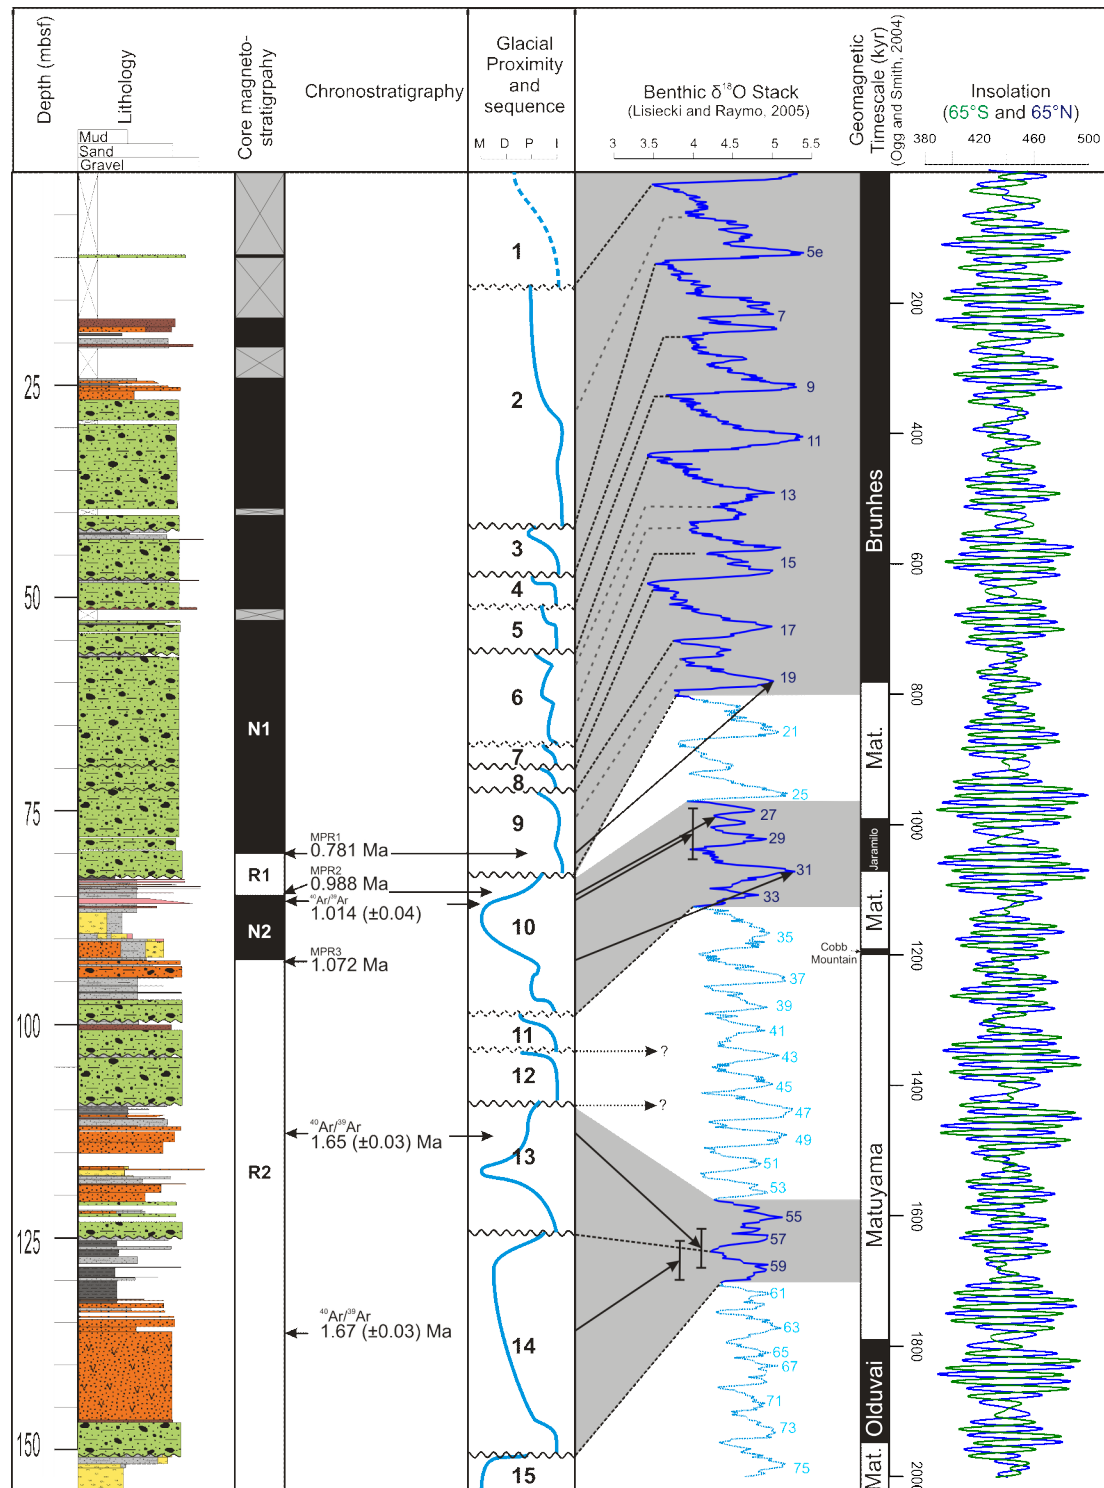 Depth (mbsf)
Lithology
Mud
Sand
Gravel
Core magneto-
stratigrpahy
Chronostratigraphy
Glacial
Proximity
and
sequence
M D P I
Benthic δ¹⁸O Stack
(Lisiecki and Raymo, 2005)
3 3.5 4 4.5 5 5.5
Geomagnetic
Timescale (kyr)
(Ogg and Smith, 2004)
Insolation
(65°S and 65°N)
380 420 460 500
25
50
75
100
125
150
N1
R1
N2
R2
MPR1
0.781 Ma
MPR2
0.988 Ma
⁴⁰Ar/³⁹Ar
1.014 (±0.04)
MPR3
1.072 Ma
⁴⁰Ar/³⁹Ar
1.65 (±0.03) Ma
⁴⁰Ar/³⁹Ar
1.67 (±0.03) Ma
1
2
3
4
5
6
7
8
9
10
11
12
13
14
15
?
?
5e
7
9
11
13
15
17
19
21
25
27
29
31
33
35
37
39
41
43
45
47
49
51
53
55
57
59
61
63
65
67
71
73
75
Brunhes
Mat.
Jaramilo
Mat.
Cobb
Mountain
Matuyama
Olduvai
Mat.
200
400
600
800
1000
1200
1400
1600
1800
2000